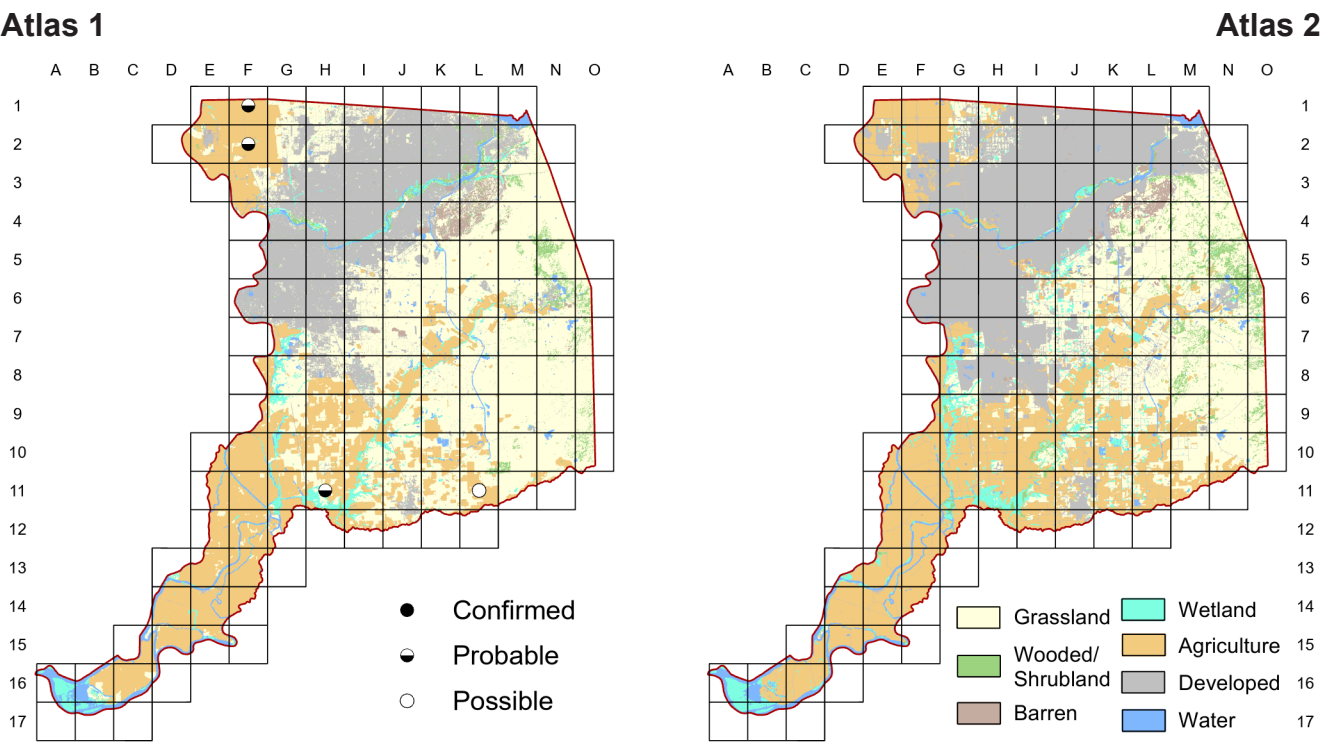 Atlas 1
Atlas 2
A B C D E F G H I J K L M N O
A B C D E F G H I J K L M N O
1
2
3
4
5
6
7
8
9
10
11
12
13
14
15
16
17
1
2
3
4
5
6
7
8
9
10
11
12
13
14
15
16
17
Confirmed
Probable
Possible
Grassland
Wooded/
Shrubland
Barren
Wetland
Agriculture
Developed
Water